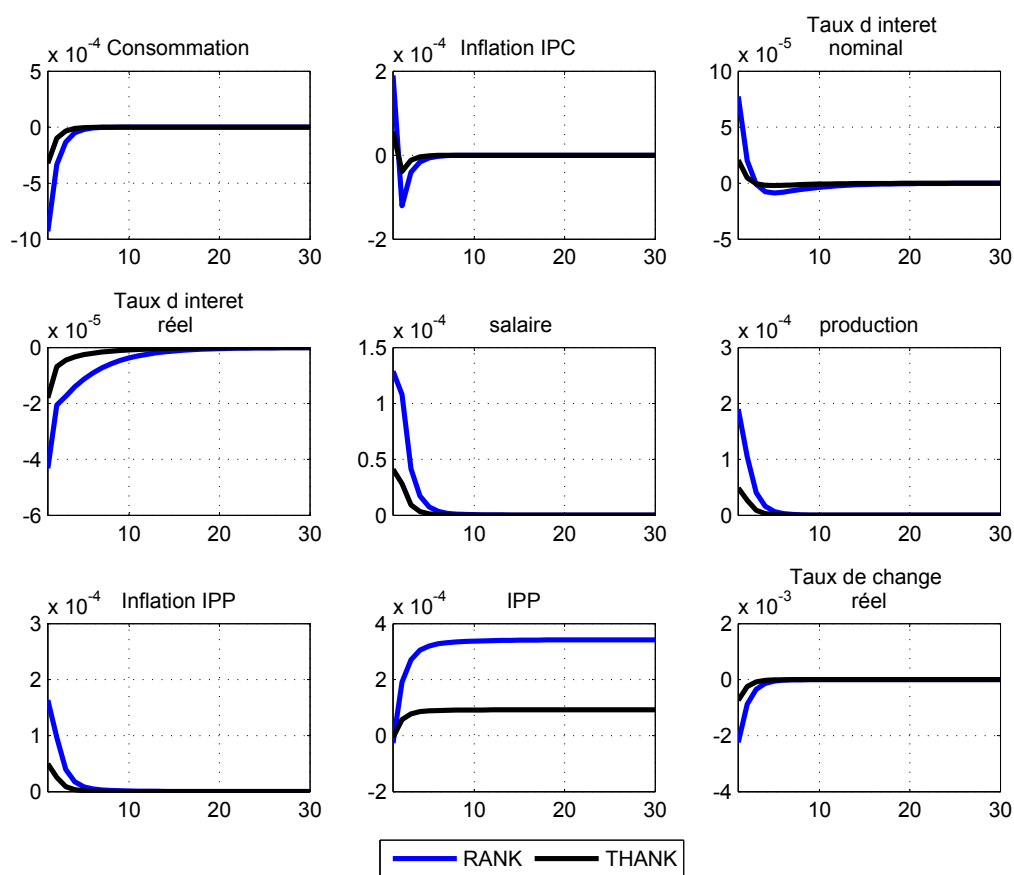 x 10^-4 Consommation
5
0
-5
-10
10 20 30
x 10^-4 Inflation IPC
2
0
-2
10 20 30
Taux d interet
nominal
x 10^-5
10
5
0
-5
10 20 30
Taux d interet
réel
x 10^-5
0
-2
-4
-6
10 20 30
salaire
x 10^-4
1.5
1
0.5
0
10 20 30
production
x 10^-4
3
2
1
0
10 20 30
x 10^-4 Inflation IPP
3
2
1
0
10 20 30
x 10^-4 IPP
4
2
0
-2
10 20 30
Taux de change
réel
x 10^-3
2
0
-2
-4
10 20 30
RANK THANK